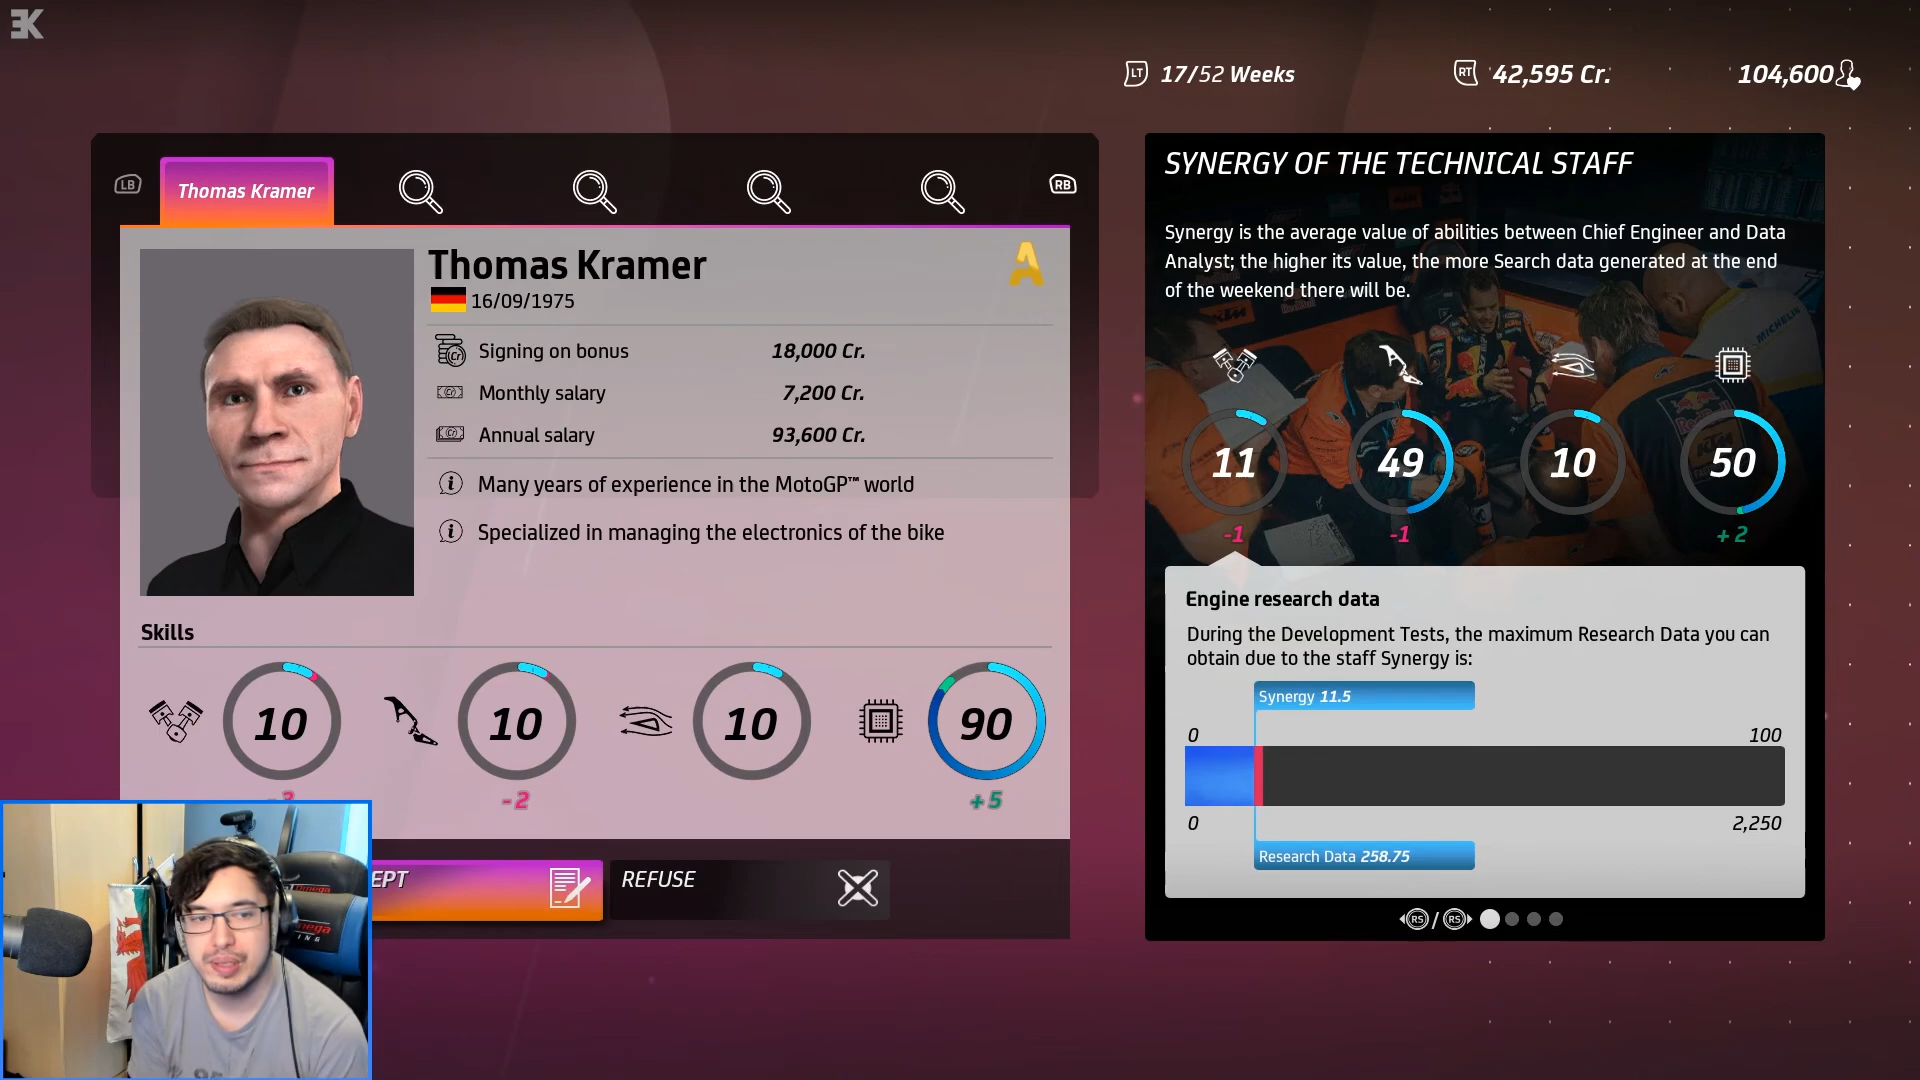 17/52 Weeks
42,595 Cr.
104,600
LB
Thomas Kramer
RB
Thomas Kramer
A
16/09/1975
Signing on bonus 18,000 Cr.
Monthly salary 7,200 Cr.
Annual salary 93,600 Cr.
Many years of experience in the MotoGP™ world
Specialized in managing the electronics of the bike
Skills
10 10 10 90
-2 +5
EPT
REFUSE
SYNERGY OF THE TECHNICAL STAFF
Synergy is the average value of abilities between Chief Engineer and Data
Analyst; the higher its value, the more Search data generated at the end
of the weekend there will be.
11 49 10 50
-1 -1 +2
Engine research data
During the Development Tests, the maximum Research Data you can
obtain due to the staff Synergy is:
Synergy 11.5
0 100
0 2,250
Research Data 258.75
RS / RS